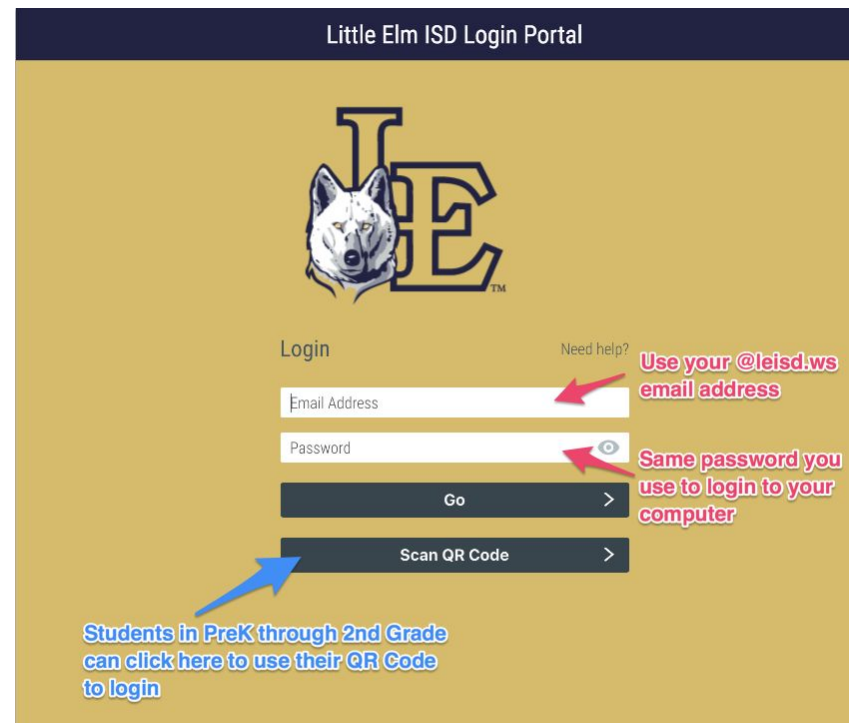 Little Elm ISD Login Portal
LE
TM
Login
Need help?
Use your @leisd.ws
email address
Email Address
Password
Same password you
use to login to your
computer
Go
Scan QR Code
Students in PreK through 2nd Grade
can click here to use their QR Code
to login